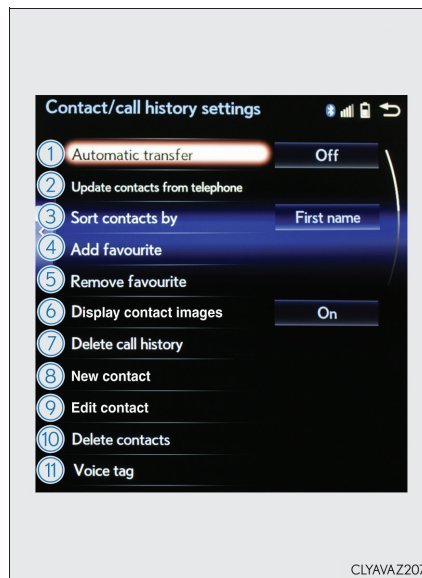 Contact/call history settings
1 Automatic transfer Off
2 Update contacts from telephone
3 Sort contacts by First name
4 Add favourite
5 Remove favourite
6 Display contact images On
7 Delete call history
8 New contact
9 Edit contact
10 Delete contacts
11 Voice tag
CLYAVAZ207